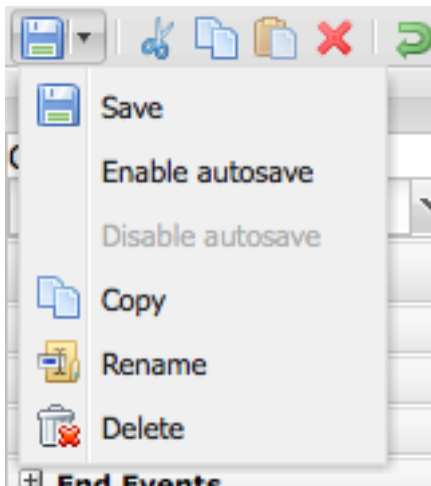 Save
Enable autosave
Disable autosave
Copy
Rename
Delete
End Events